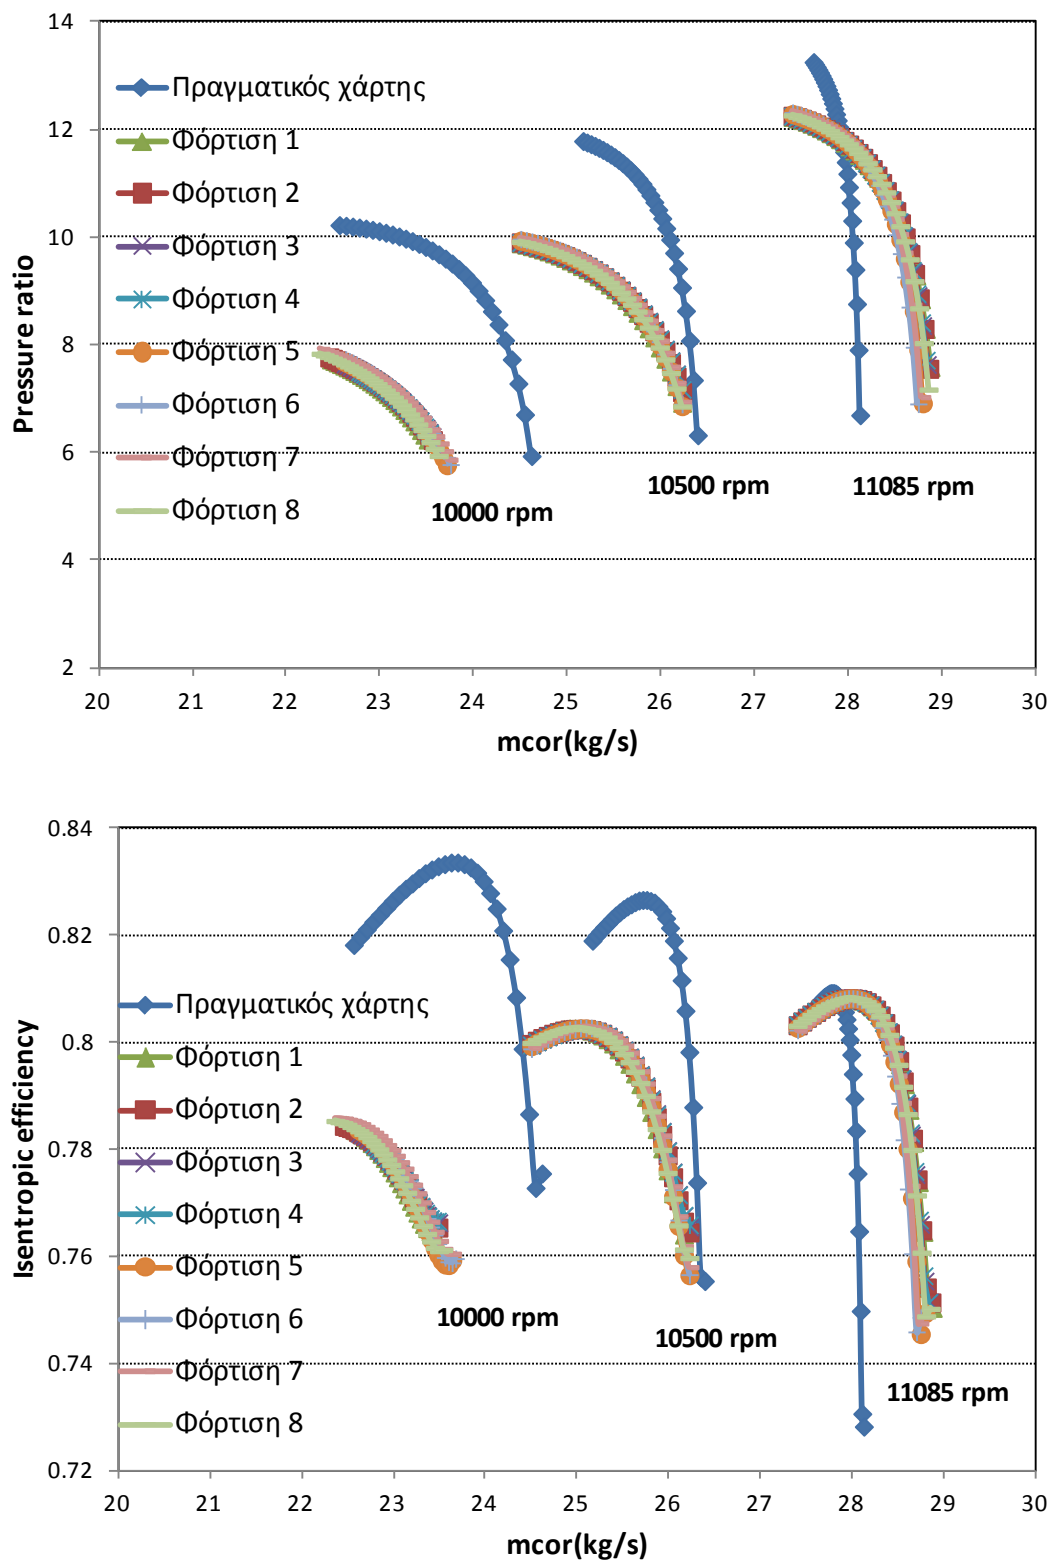 14
12
10
8
6
4
2
Pressure ratio
Πραγματικός χάρτης
Φόρτιση 1
Φόρτιση 2
Φόρτιση 3
Φόρτιση 4
Φόρτιση 5
Φόρτιση 6
Φόρτιση 7
Φόρτιση 8
10000 rpm
10500 rpm
11085 rpm
20 21 22 23 24 25 26 27 28 29 30
mcor(kg/s)
0.84
0.82
0.8
0.78
0.76
0.74
0.72
Isentropic efficiency
Πραγματικός χάρτης
Φόρτιση 1
Φόρτιση 2
Φόρτιση 3
Φόρτιση 4
Φόρτιση 5
Φόρτιση 6
Φόρτιση 7
Φόρτιση 8
10000 rpm
10500 rpm
11085 rpm
20 21 22 23 24 25 26 27 28 29 30
mcor(kg/s)